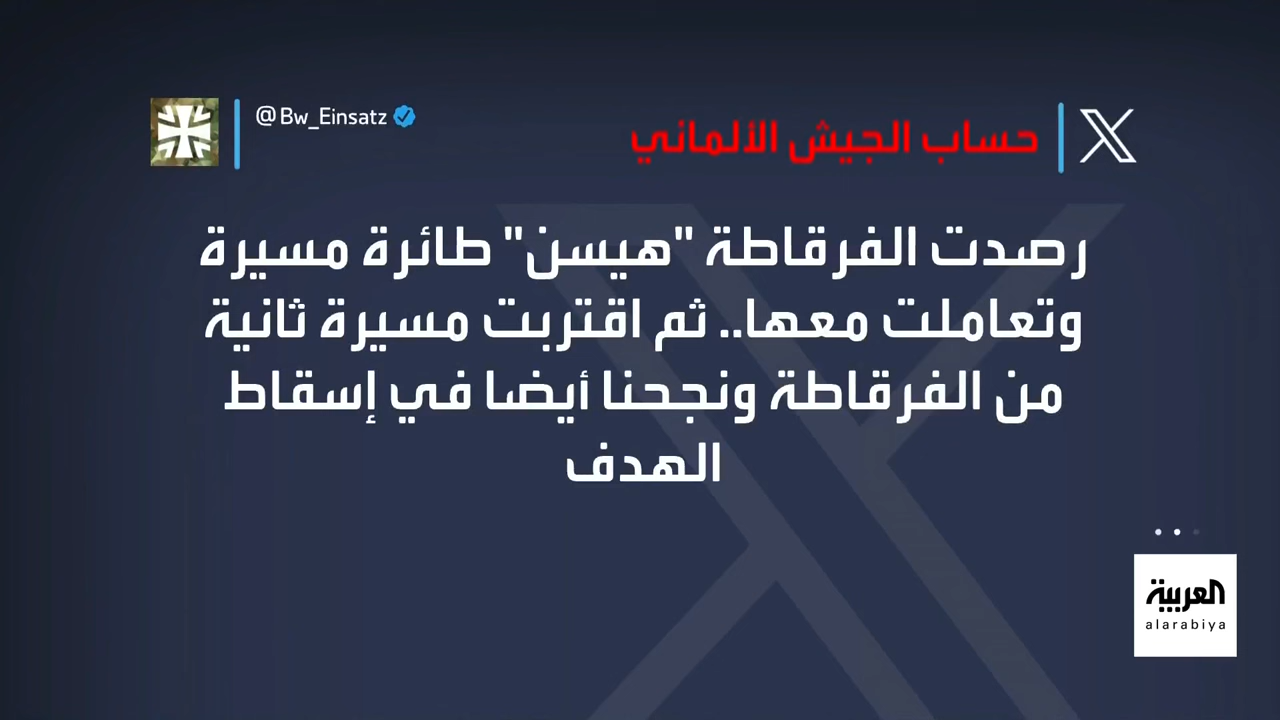 @Bw_Einsatz
حساب الجيش الألماني
رصدت الفرقاطة "هيسن" طائرة مسيرة
وتعاملت معها.. ثم اقتربت مسيرة ثانية
من الفرقاطة ونجحنا أيضا في إسقاط
الهدف
العربية
alarabiya